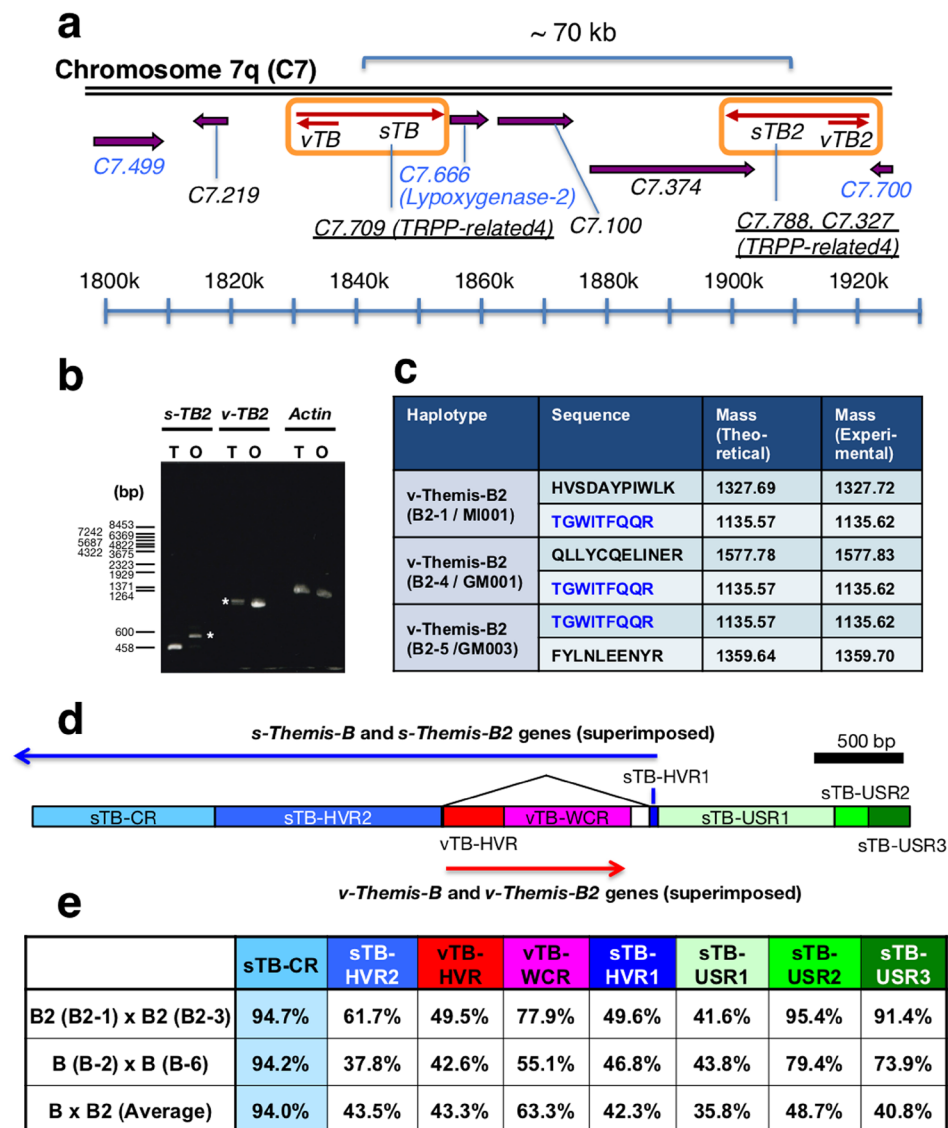 a
~ 70 kb
Chromosome 7q (C7)
vTB
sTB
sTB2
vTB2
C7.499
C7.219
C7.666
(Lypoxygenase-2)
C7.709 (TRPP-related4)
C7.100
C7.374
C7.700
C7.788, C7.327
(TRPP-related4)
1800k 1820k 1840k 1860k 1880k 1900k 1920k
b
s-TB2 v-TB2 Actin
T O T O T O
(bp)
8453
7242
6369
5687
4822
4322
3675
2323
1929
1371
1264
600
458
*
*
c
Haplotype Sequence Mass (Theo-retical) Mass (Experi-mental)
v-Themis-B2 (B2-1 / MI001) HVSDAYPIWLK 1327.69 1327.72
TGWITFQQR 1135.57 1135.62
v-Themis-B2 (B2-4 / GM001) QLLYCQELINER 1577.78 1577.83
TGWITFQQR 1135.57 1135.62
v-Themis-B2 (B2-5 /GM003) TGWITFQQR 1135.57 1135.62
FYLNLEENYR 1359.64 1359.70
d
s-Themis-B and s-Themis-B2 genes (superimposed)
500 bp
sTB-HVR1
sTB-USR2
sTB-CR sTB-HVR2 vTB-WCR sTB-USR1
vTB-HVR
sTB-USR3
v-Themis-B and v-Themis-B2 genes (superimposed)
e
sTB-CR sTB-HVR2 vTB-HVR vTB-WCR sTB-HVR1 sTB-USR1 sTB-USR2 sTB-USR3
B2 (B2-1) x B2 (B2-3) 94.7% 61.7% 49.5% 77.9% 49.6% 41.6% 95.4% 91.4%
B (B-2) x B (B-6) 94.2% 37.8% 42.6% 55.1% 46.8% 43.8% 79.4% 73.9%
B x B2 (Average) 94.0% 43.5% 43.3% 63.3% 42.3% 35.8% 48.7% 40.8%